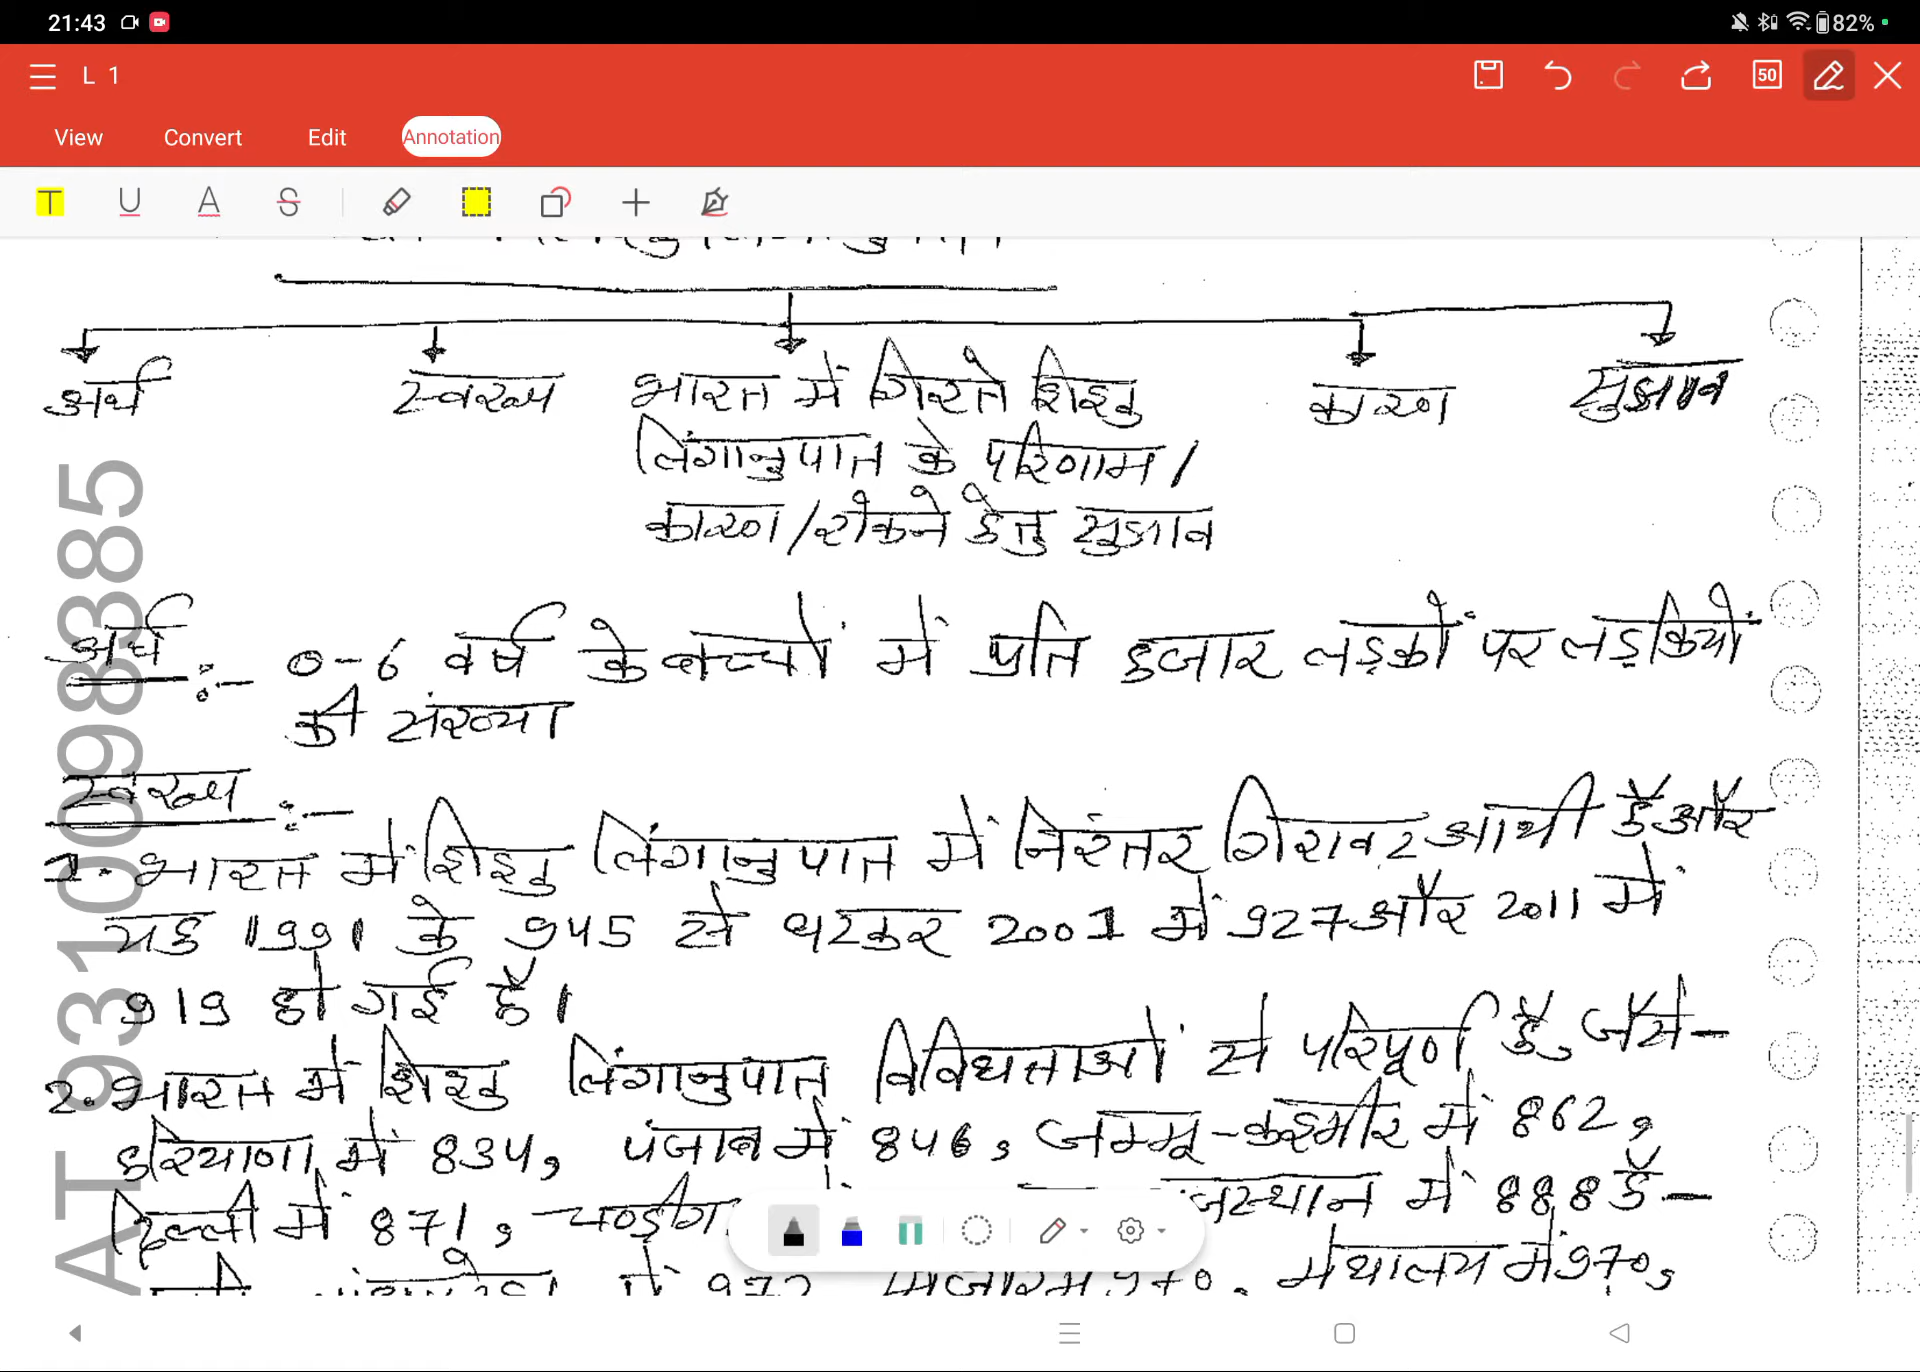 21:43
82%
L 1
50
View Convert Edit Annotation
अर्थ स्वरूप भारत में गिरते शिशु कारण सुझाव
लिंगानुपात के परिणाम/
कारण/रोकने हेतु सुझाव
अर्थ :- 0-6 वर्ष के बच्चों में प्रति हजार लड़कों पर लड़कियों
की संख्या
स्वरूप :-
1. भारत में शिशु लिंगानुपात में निरंतर गिरावट आयी है और
यह 1991 के 945 से घटकर 2001 में 927 और 2011 में
919 हो गई है।
2. भारत में शिशु लिंगानुपात विविधताओं से परिपूर्ण है, जैसे-
हरियाणा में 834, पंजाब में 846, जम्मू-कश्मीर में 862,
दिल्ली में 871, में 888 है-
में 972 970, मेघालय में 970,
AT 9310098385